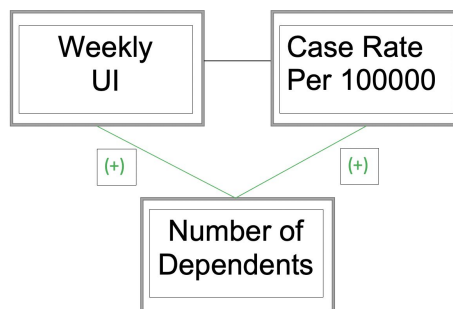 Weekly
UI
Case Rate
Per 100000
(+)
(+)
Number of
Dependents